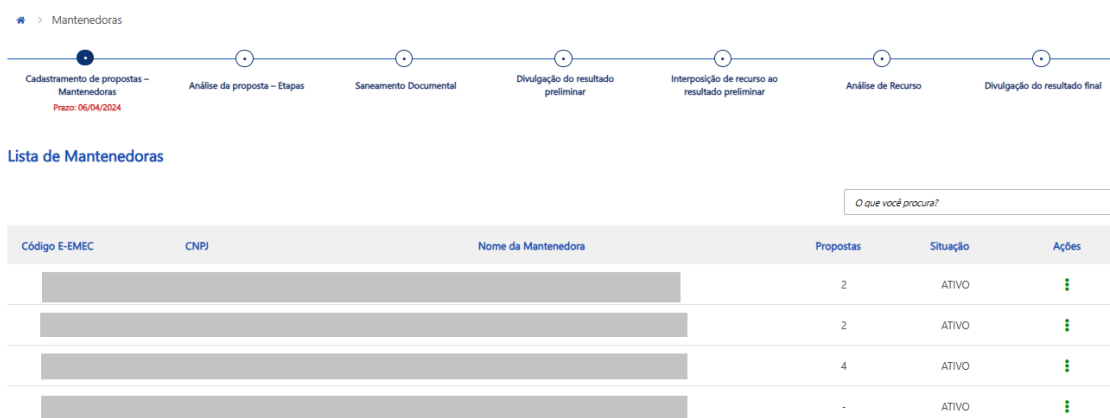 > Mantenedoras
Cadastramento de propostas –
Mantenedoras
Prazo: 06/04/2024
Análise da proposta – Etapas
Saneamento Documental
Divulgação do resultado
preliminar
Interposição de recurso ao
resultado preliminar
Análise de Recurso
Divulgação do resultado final
Lista de Mantenedoras
O que você procura?
Código E-EMEC CNPJ Nome da Mantenedora Propostas Situação Ações
2 ATIVO
2 ATIVO
4 ATIVO
- ATIVO